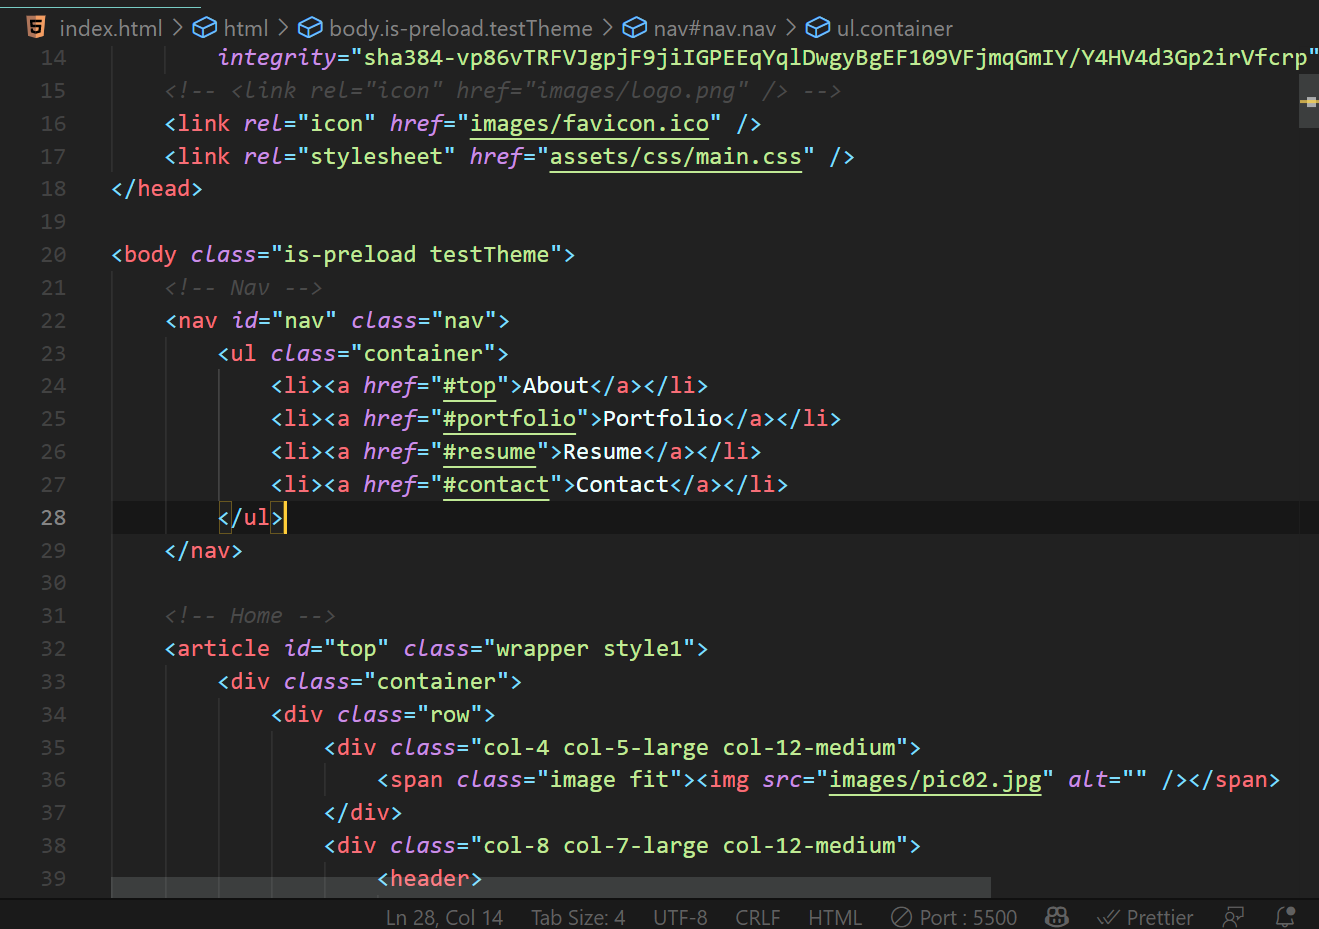 index.html > html > body.is-preload.testTheme > nav#nav.nav > ul.container
14 integrity="sha384-vp86vTRFVJgpjF9jiIGPEEqYqlDwgyBgEF109VFjmqGmIY/Y4HV4d3Gp2irVfcrp"
15 <!-- <link rel="icon" href="images/logo.png" /> -->
16 <link rel="icon" href="images/favicon.ico" />
17 <link rel="stylesheet" href="assets/css/main.css" />
18 </head>
19
20 <body class="is-preload testTheme">
21 <!-- Nav -->
22 <nav id="nav" class="nav">
23 <ul class="container">
24 <li><a href="#top">About</a></li>
25 <li><a href="#portfolio">Portfolio</a></li>
26 <li><a href="#resume">Resume</a></li>
27 <li><a href="#contact">Contact</a></li>
28 </ul>
29 </nav>
30
31 <!-- Home -->
32 <article id="top" class="wrapper style1">
33 <div class="container">
34 <div class="row">
35 <div class="col-4 col-5-large col-12-medium">
36 <span class="image fit"><img src="images/pic02.jpg" alt="" /></span>
37 </div>
38 <div class="col-8 col-7-large col-12-medium">
39 <header>
Ln 28, Col 14 Tab Size: 4 UTF-8 CRLF HTML Port : 5500 Prettier